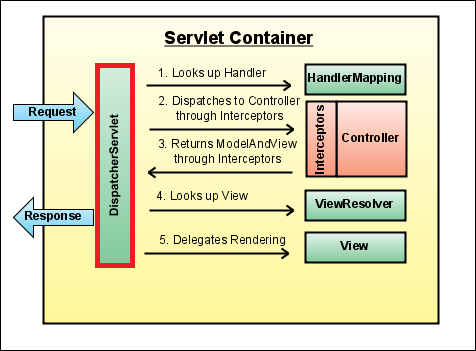 Servlet Container
Request
Response
DispatcherServlet
1. Looks up Handler
HandlerMapping
2. Dispatches to Controller
through Interceptors
3. Returns ModelAndView
through Interceptors
Interceptors
Controller
4. Looks up View
ViewResolver
5. Delegates Rendering
View